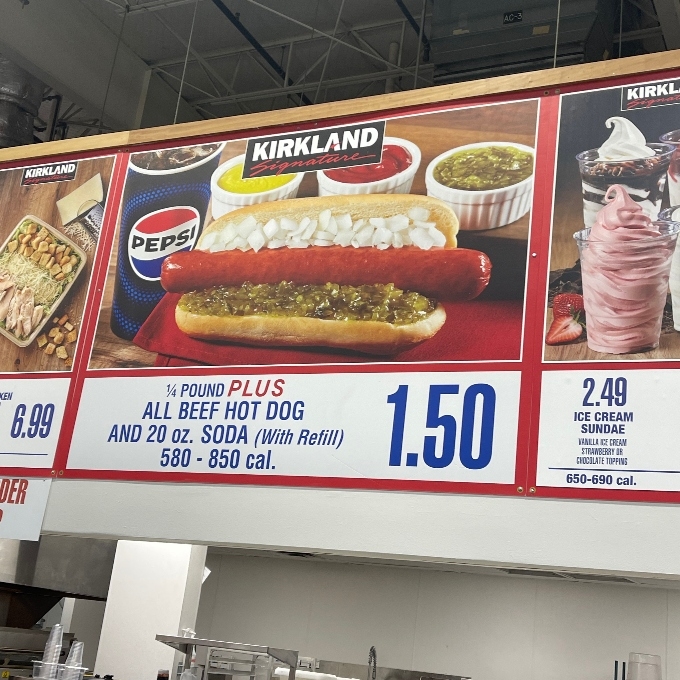 AC-3
KIRKLAND
KIRKLAND
Signature
PEPSI
KEN
6.99
1/4 POUND PLUS
ALL BEEF HOT DOG
AND 20 oz. SODA (With Refill)
580 - 850 cal.
1.50
2.49
ICE CREAM
SUNDAE
VANILLA ICE CREAM
STRAWBERRY OR
CHOCOLATE TOPPING
650-690 cal.
KIRKL
Signatur
DER